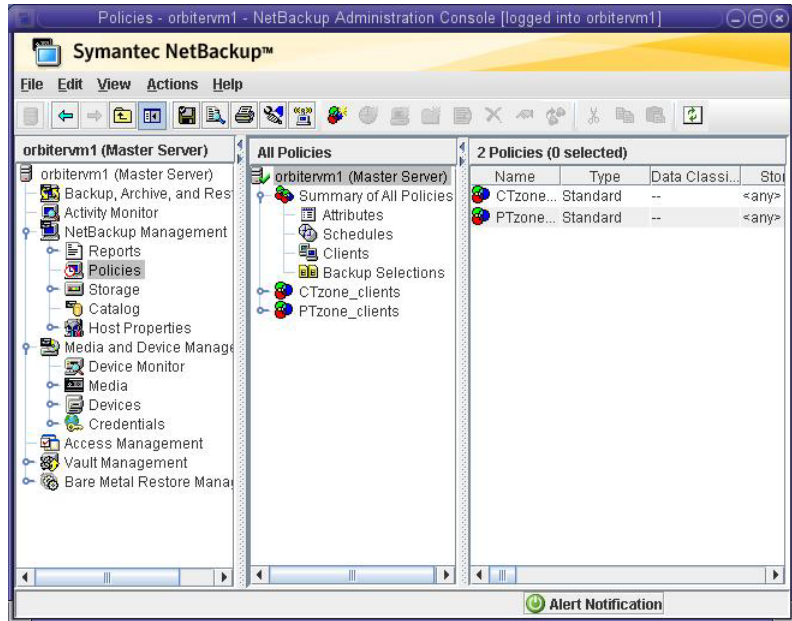 Policies - orbitervm1 - NetBackup Administration Console [logged into orbitervm1]
Symantec NetBackup™
File Edit View Actions Help
orbitervm1 (Master Server)
orbitervm1 (Master Server)
Backup, Archive, and Res
Activity Monitor
NetBackup Management
Reports
Policies
Storage
Catalog
Host Properties
Media and Device Manage
Device Monitor
Media
Devices
Credentials
Access Management
Vault Management
Bare Metal Restore Mana
All Policies
orbitervm1 (Master Server)
Summary of All Policies
Attributes
Schedules
Clients
Backup Selections
CTzone_clients
PTzone_clients
2 Policies (0 selected)
Name Type Data Classi... Sto
CTzone... Standard -- <any>
PTzone... Standard -- <any>
Alert Notification